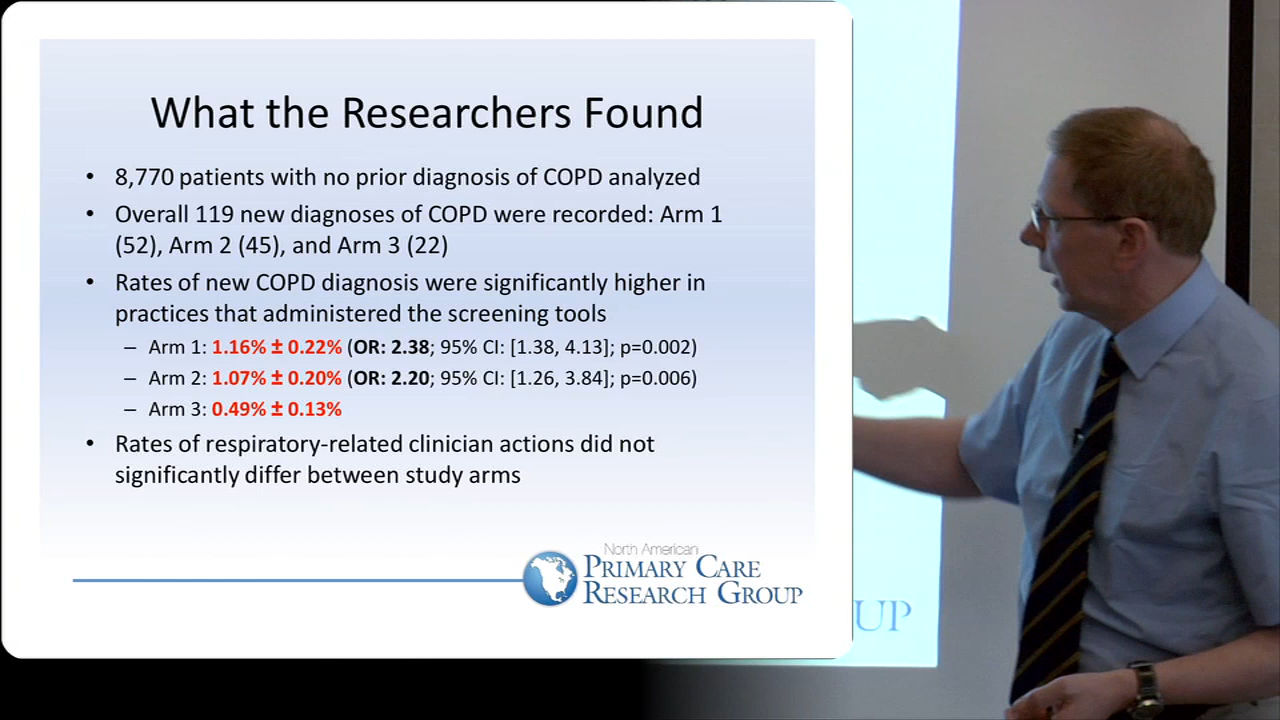 What the Researchers Found
• 8,770 patients with no prior diagnosis of COPD analyzed
• Overall 119 new diagnoses of COPD were recorded: Arm 1
(52), Arm 2 (45), and Arm 3 (22)
• Rates of new COPD diagnosis were significantly higher in
practices that administered the screening tools
– Arm 1: 1.16% ± 0.22% (OR: 2.38; 95% CI: [1.38, 4.13]; p=0.002)
– Arm 2: 1.07% ± 0.20% (OR: 2.20; 95% CI: [1.26, 3.84]; p=0.006)
– Arm 3: 0.49% ± 0.13%
• Rates of respiratory-related clinician actions did not
significantly differ between study arms
North American
PRIMARY CARE
RESEARCH GROUP
UP